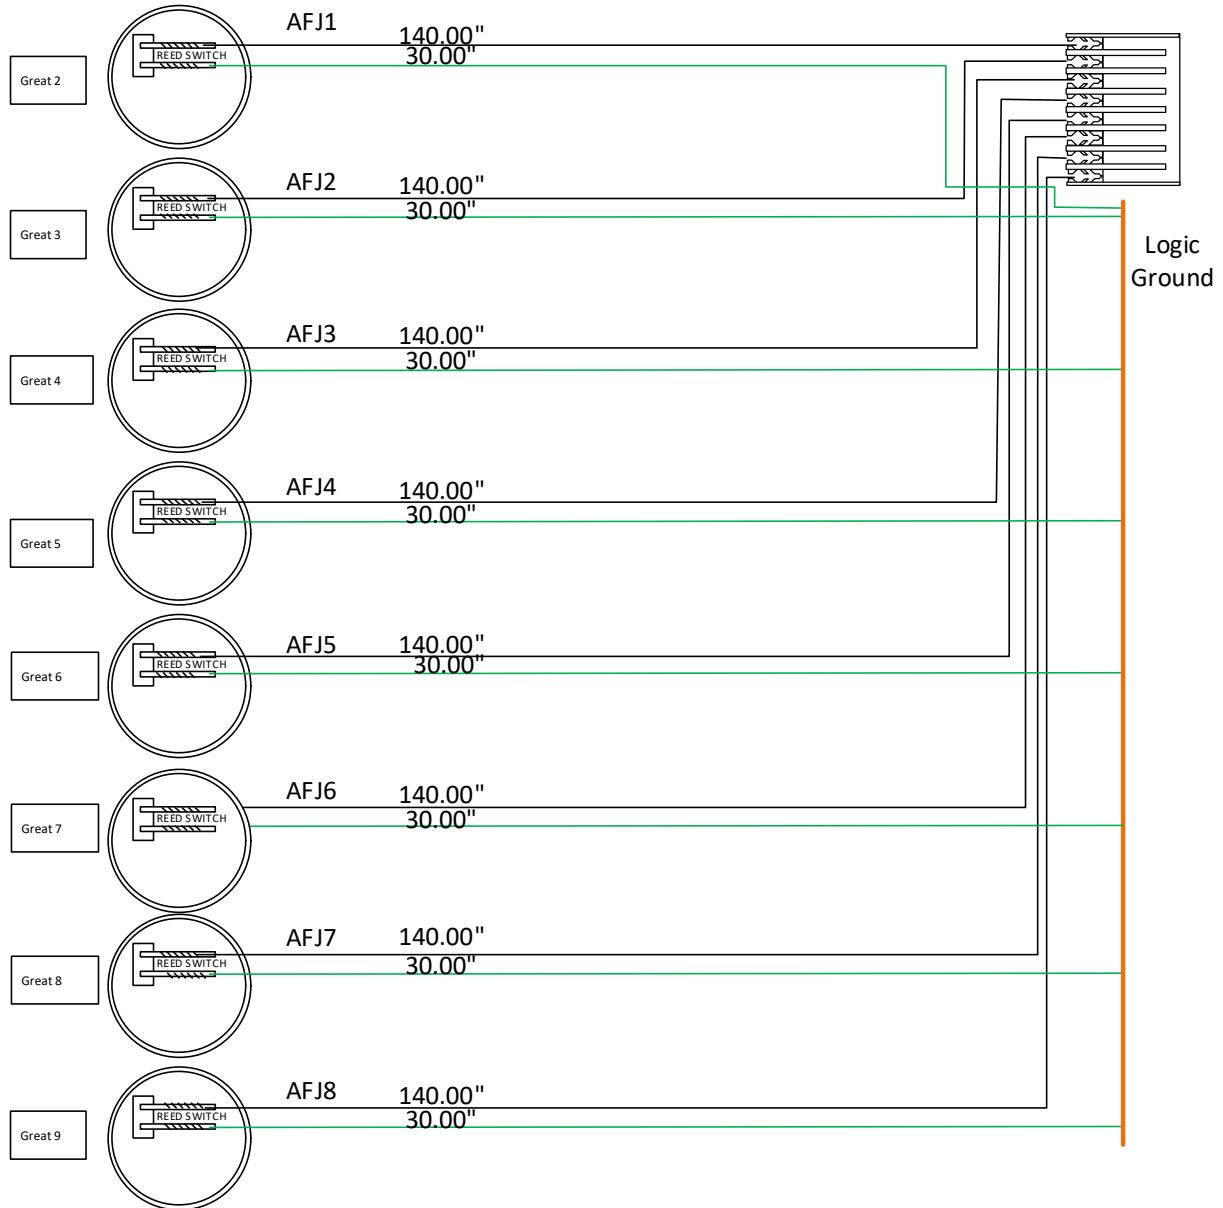 AFJ1
140.00"
30.00"
REED SWITCH
Great 2
AFJ2
140.00"
30.00"
REED SWITCH
Great 3
Logic
Ground
AFJ3
140.00"
30.00"
REED SWITCH
Great 4
AFJ4
140.00"
30.00"
REED SWITCH
Great 5
AFJ5
140.00"
30.00"
REED SWITCH
Great 6
AFJ6
140.00"
30.00"
REED SWITCH
Great 7
AFJ7
140.00"
30.00"
REED SWITCH
Great 8
AFJ8
140.00"
30.00"
REED SWITCH
Great 9